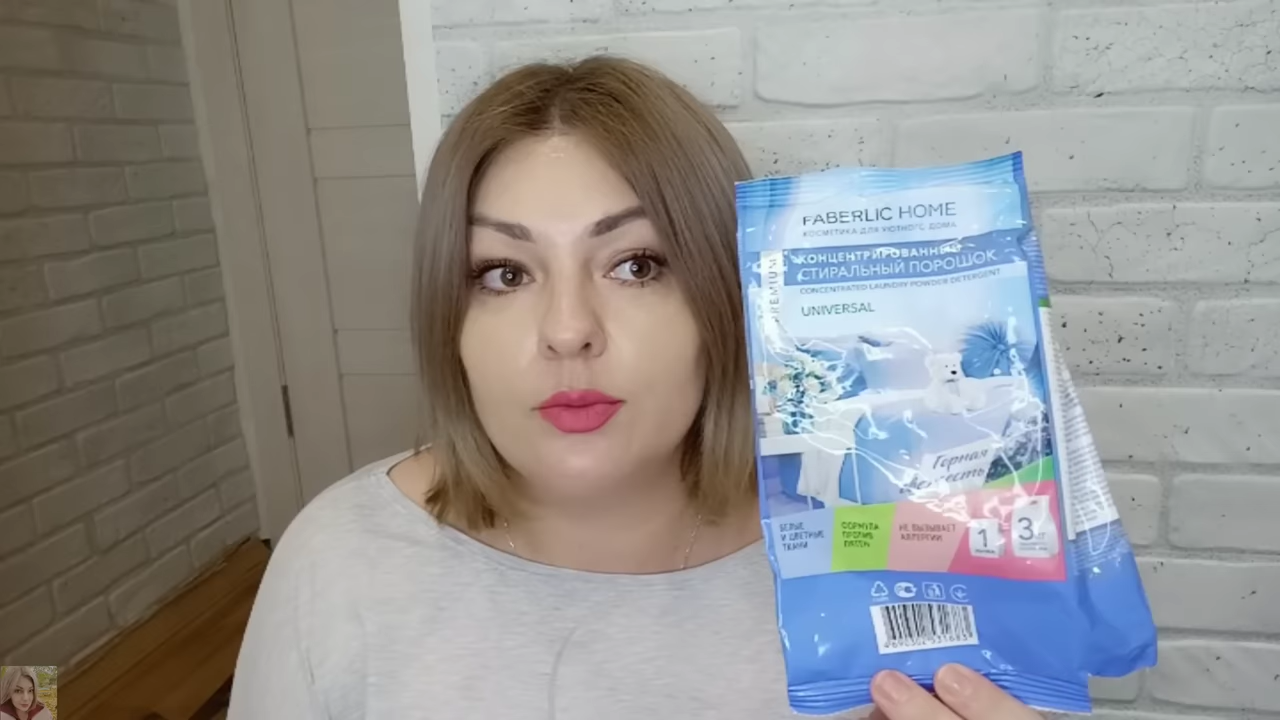 FABERLIC HOME
КОСМЕТИКА ДЛЯ УЮТНОГО ДОМА
PREMIUM
КОНЦЕНТРИРОВАННЫЙ
СТИРАЛЬНЫЙ ПОРОШОК
CONCENTRATED LAUNDRY POWDER DETERGENT
UNIVERSAL
Горная
свежесть
БЕЛЫЕ
И ЦВЕТНЫЕ
ТКАНИ
ФОРМУЛА
ПРОТИВ
ПЯТЕН
НЕ ВЫЗЫВАЕТ
АЛЛЕРГИИ
1
3 КГ